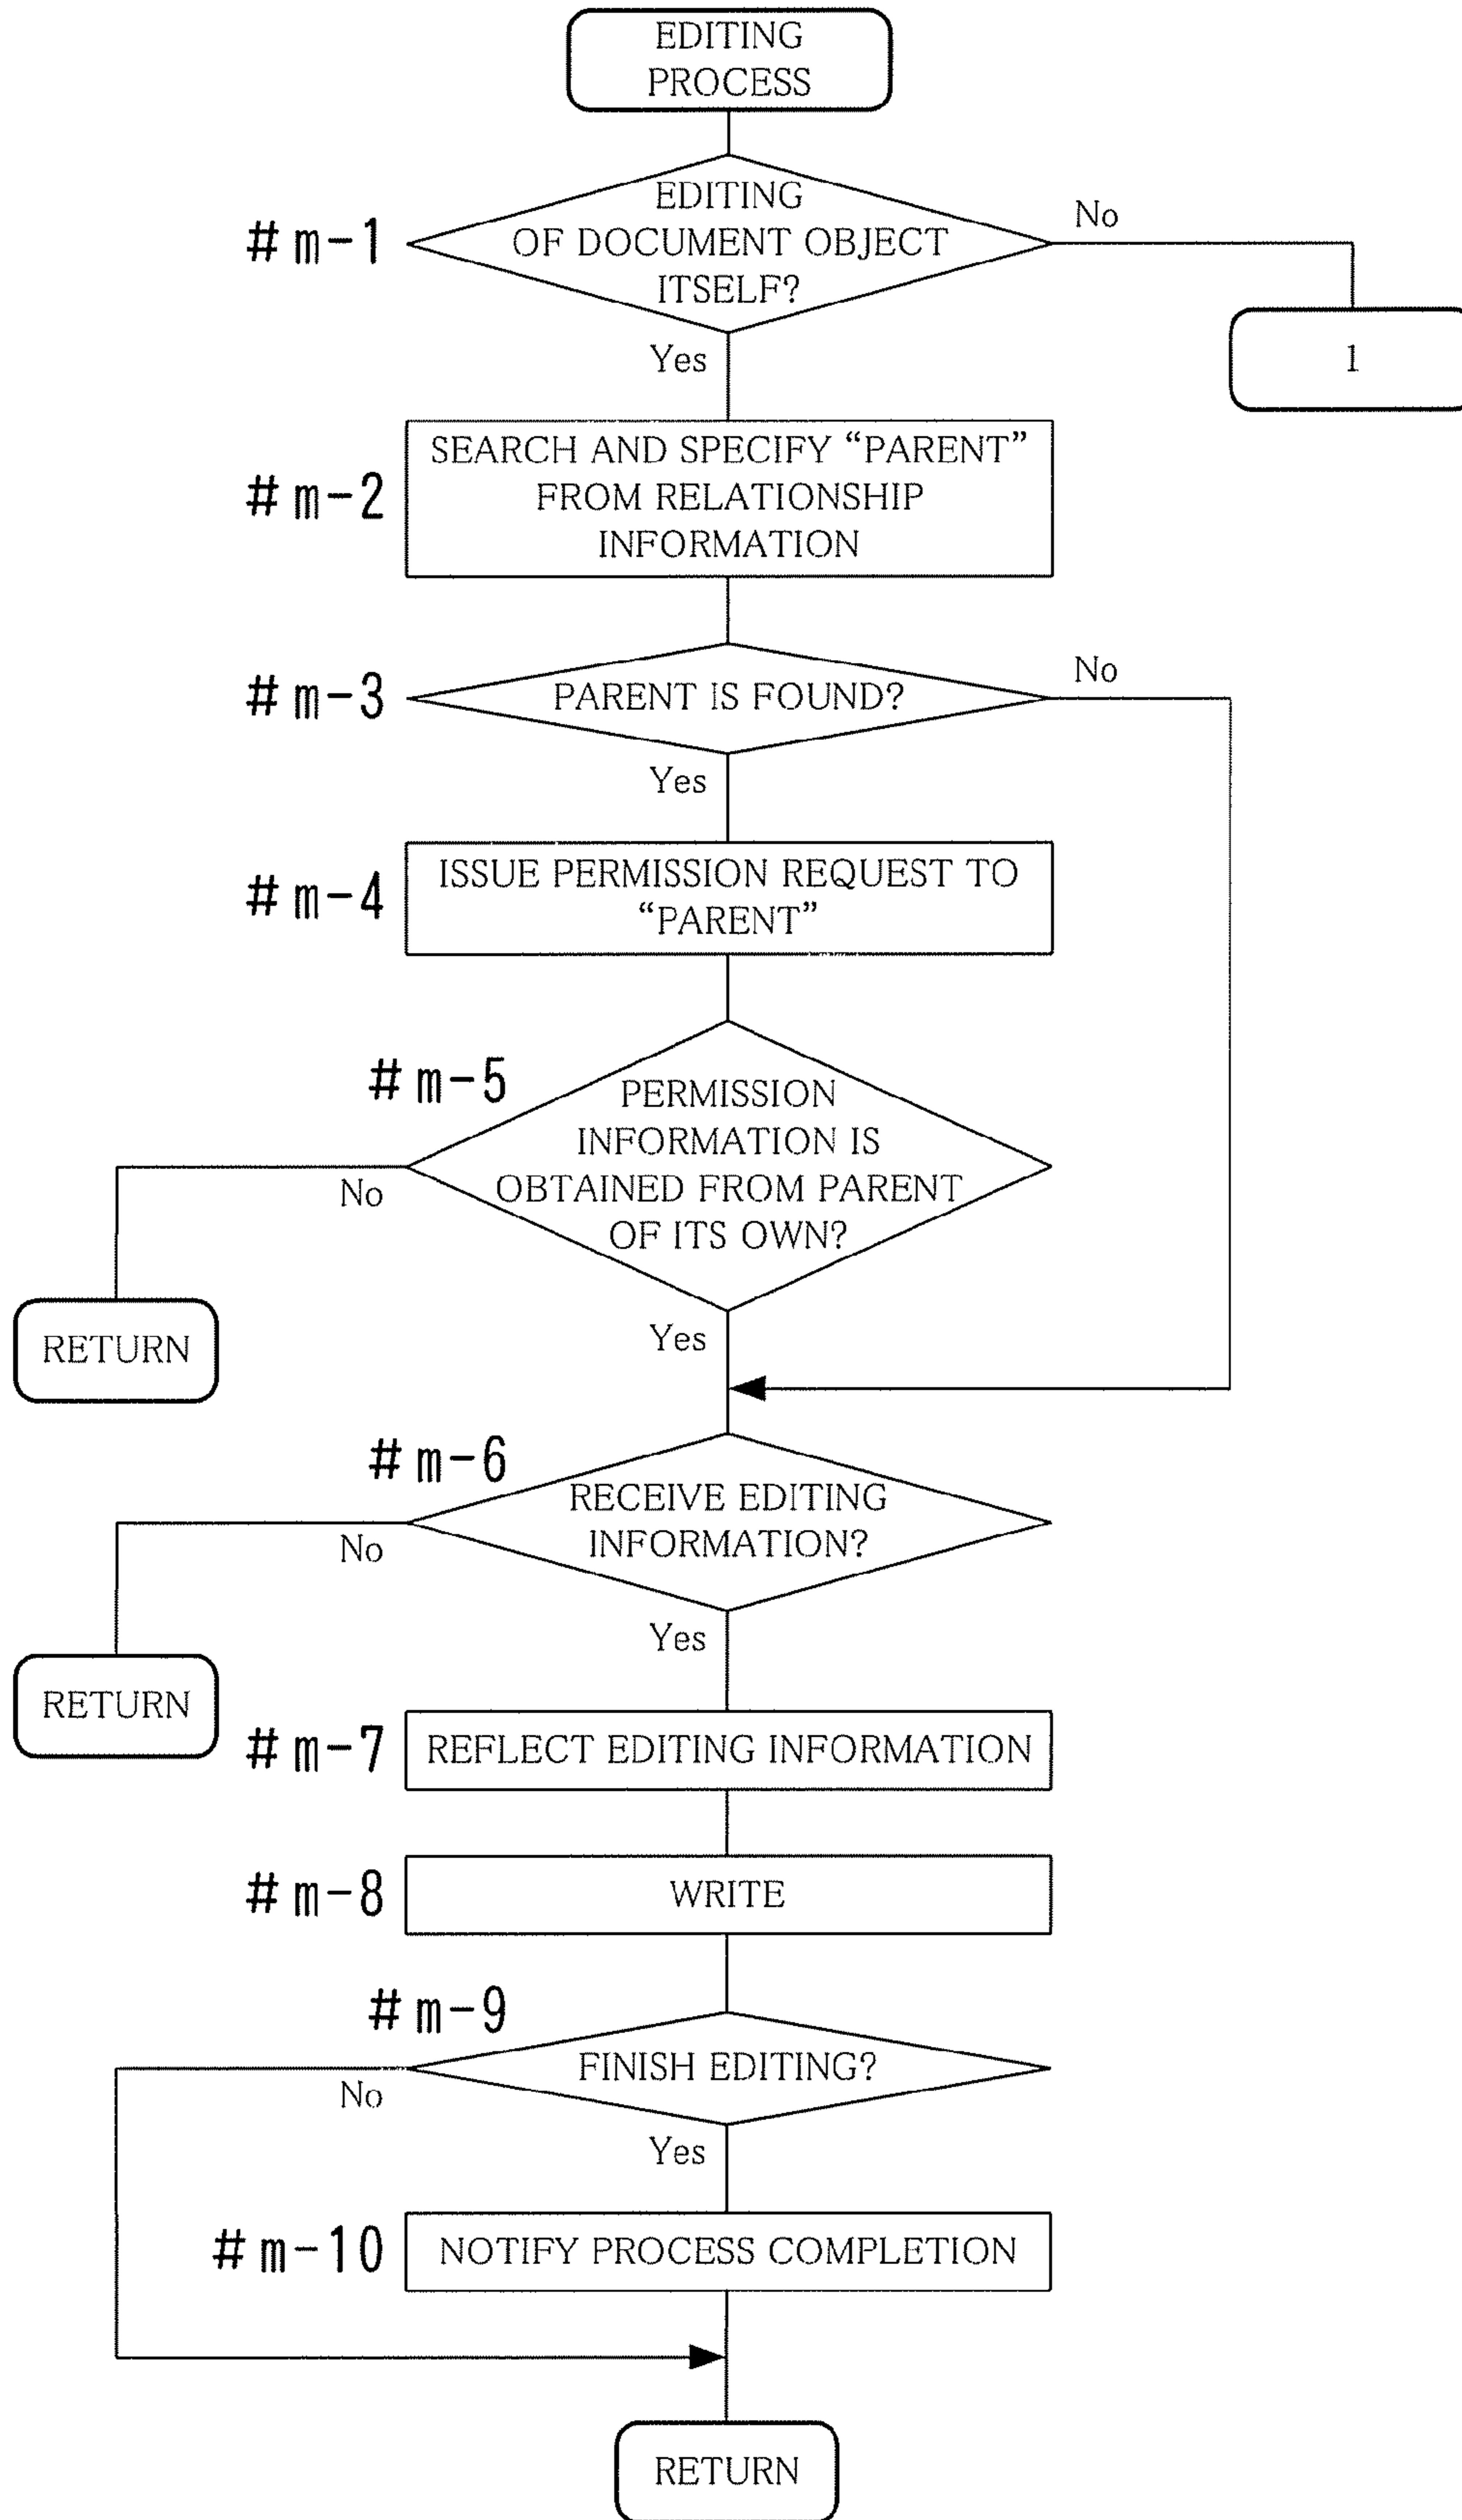 EDITING
PROCESS
# m-1
EDITING
OF DOCUMENT OBJECT
ITSELF?
No
1
Yes
# m-2
SEARCH AND SPECIFY “PARENT”
FROM RELATIONSHIP
INFORMATION
# m-3
PARENT IS FOUND?
No
Yes
# m-4
ISSUE PERMISSION REQUEST TO
“PARENT”
# m-5
PERMISSION
INFORMATION IS
OBTAINED FROM PARENT
OF ITS OWN?
No
RETURN
Yes
# m-6
RECEIVE EDITING
INFORMATION?
No
RETURN
Yes
# m-7
REFLECT EDITING INFORMATION
# m-8
WRITE
# m-9
FINISH EDITING?
No
Yes
# m-10
NOTIFY PROCESS COMPLETION
RETURN